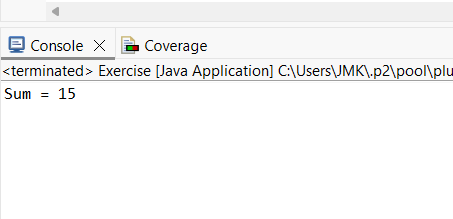 Console Coverage
<terminated> Exercise [Java Application] C:\Users\JMK\.p2\pool\plu
Sum = 15